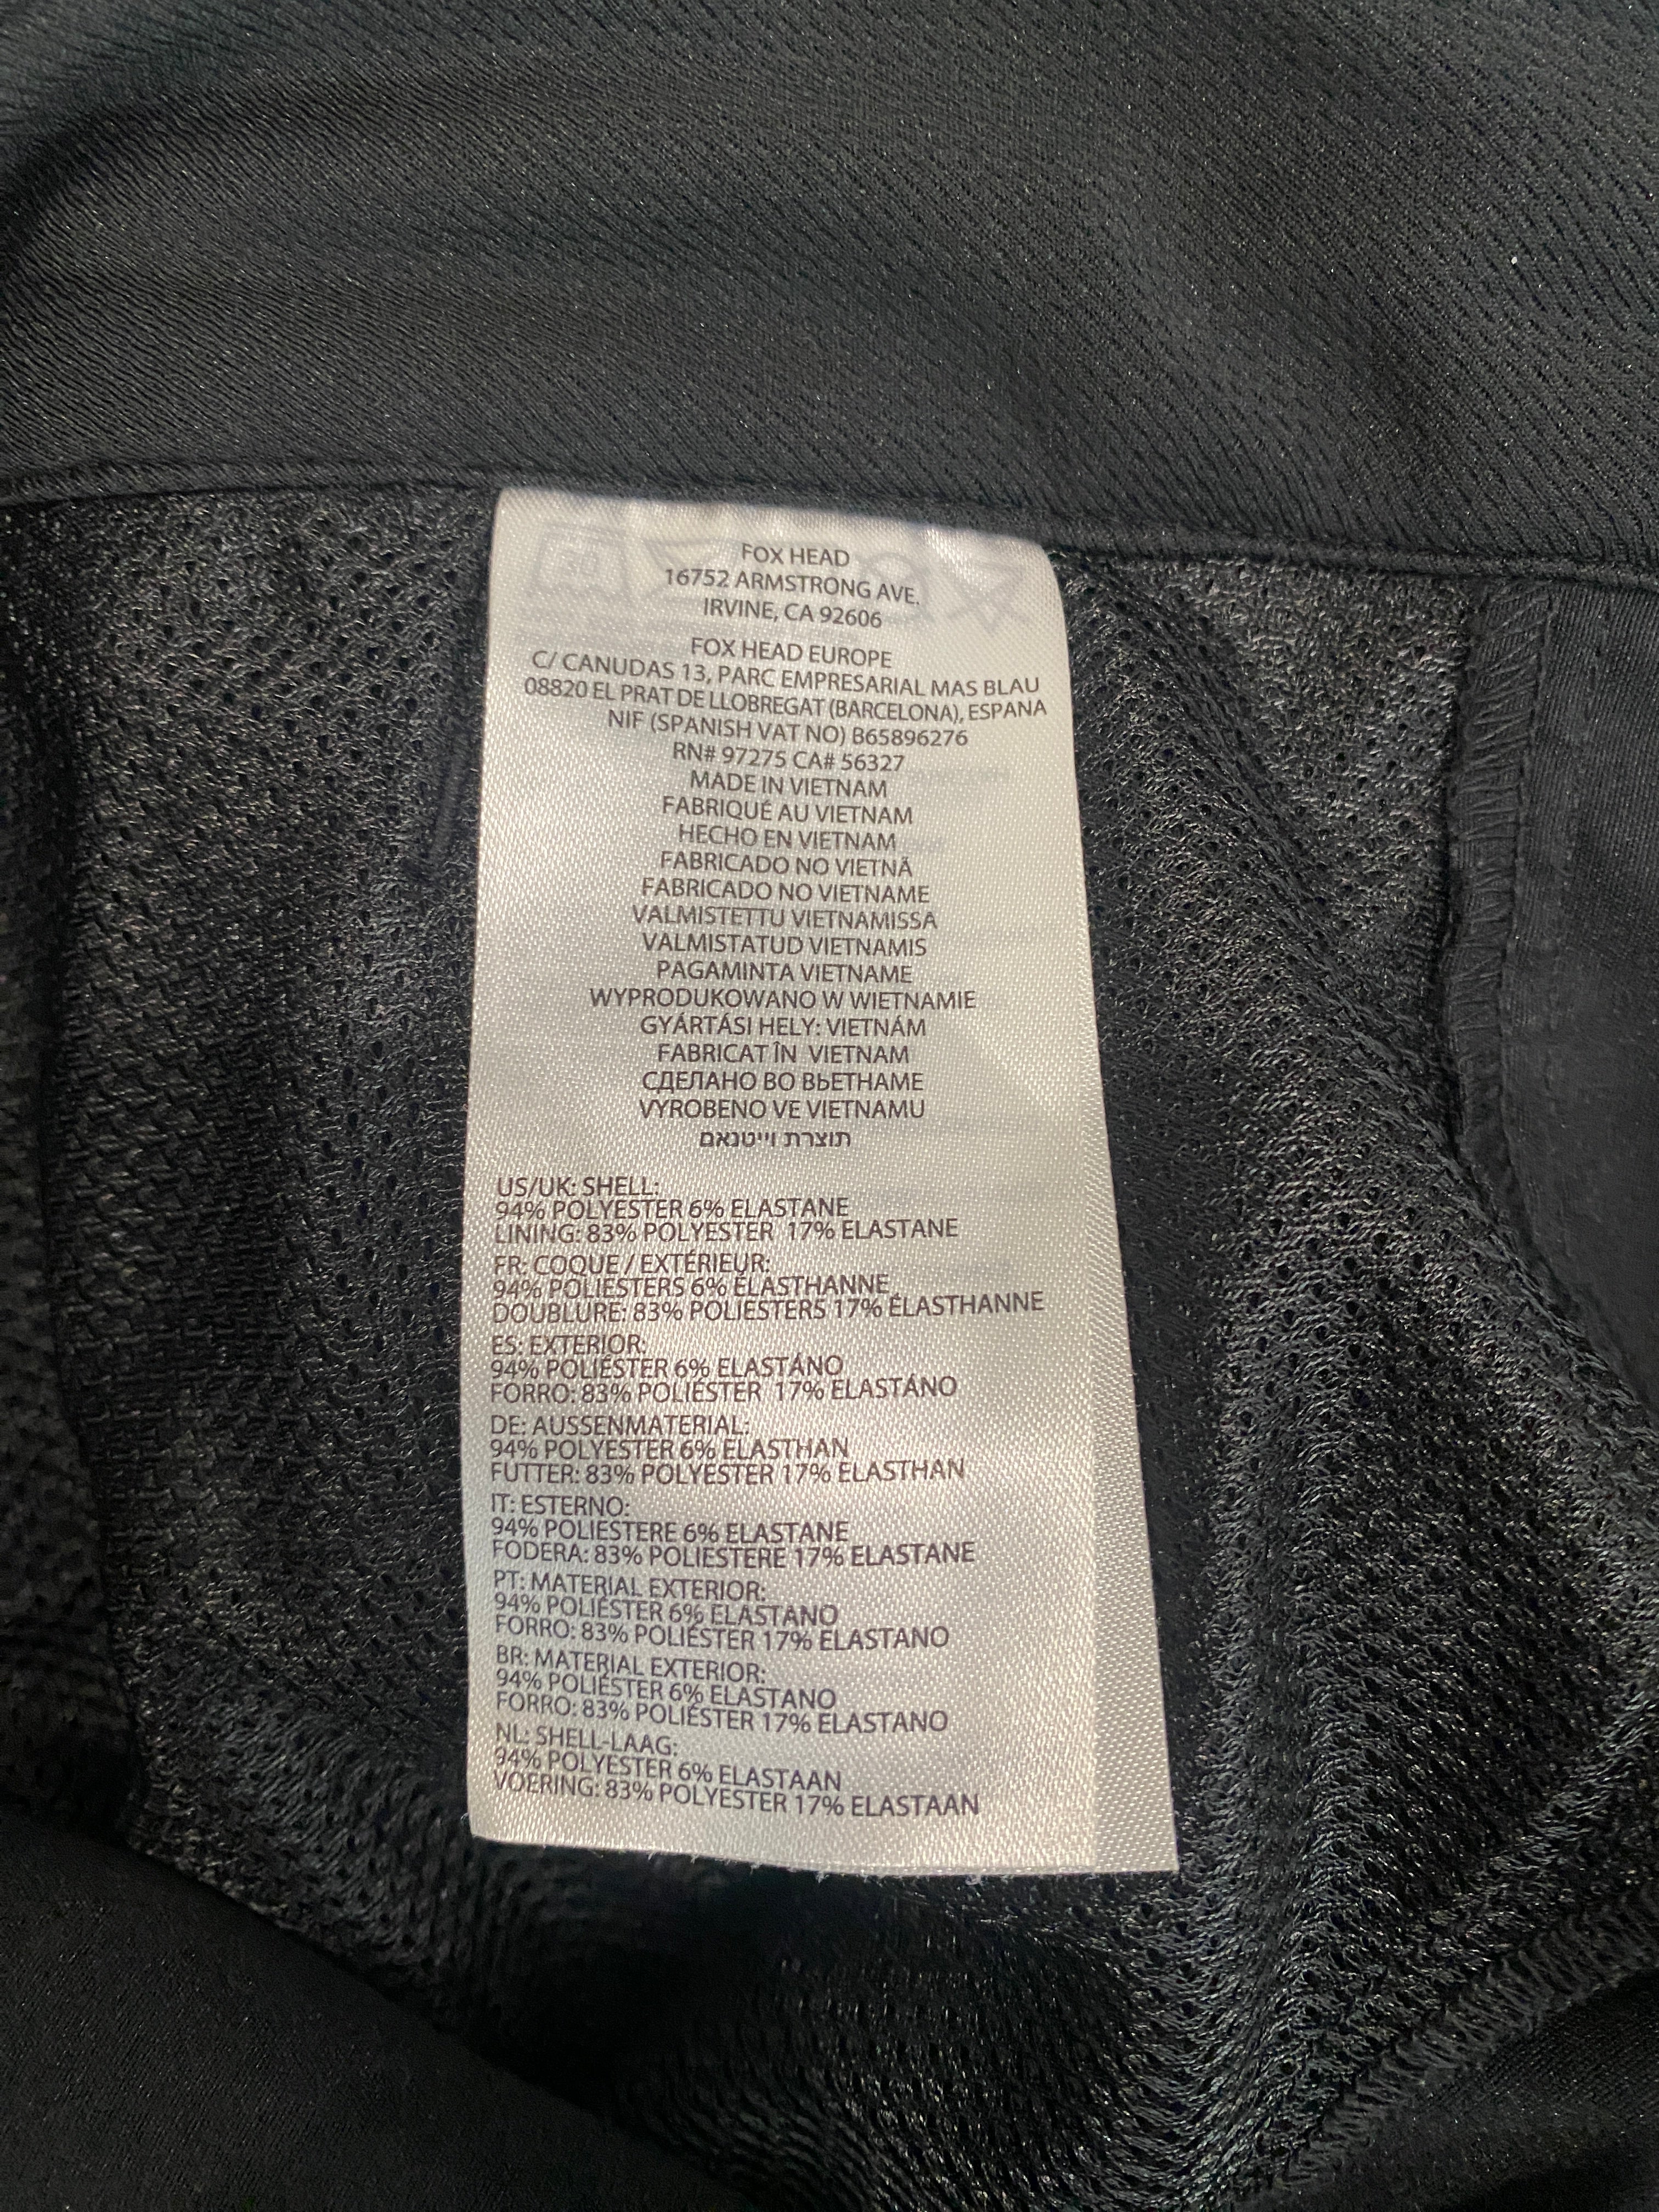 FOX HEAD
16752 ARMSTRONG AVE.
IRVINE, CA 92606
FOX HEAD EUROPE
C/ CANUDAS 13, PARC EMPRESARIAL MAS BLAU
08820 EL PRAT DE LLOBREGAT (BARCELONA), ESPANA
NIF (SPANISH VAT NO) B65896276
RN# 97275 CA# 56327
MADE IN VIETNAM
FABRIQUÉ AU VIETNAM
HECHO EN VIETNAM
FABRICADO NO VIETNÃ
FABRICADO NO VIETNAME
VALMISTETTU VIETNAMISSA
VALMISTATUD VIETNAMIS
PAGAMINTA VIETNAME
WYPRODUKOWANO W WIETNAMIE
GYÁRTÁSI HELY: VIETNÁM
FABRICAT ÎN VIETNAM
СДЕЛАНО ВО ВЬЕТНАМЕ
VYROBENO VE VIETNAMU
תוצרת וייטנאם
US/UK: SHELL:
94% POLYESTER 6% ELASTANE
LINING: 83% POLYESTER 17% ELASTANE
FR: COQUE / EXTÉRIEUR:
94% POLIESTERS 6% ÉLASTHANNE
DOUBLURE: 83% POLIESTERS 17% ÉLASTHANNE
ES: EXTERIOR:
94% POLIÉSTER 6% ELASTÁNO
FORRO: 83% POLIÉSTER 17% ELASTÁNO
DE: AUSSENMATERIAL:
94% POLYESTER 6% ELASTHAN
FUTTER: 83% POLYESTER 17% ELASTHAN
IT: ESTERNO:
94% POLIESTERE 6% ELASTANE
FODERA: 83% POLIESTERE 17% ELASTANE
PT: MATERIAL EXTERIOR:
94% POLIÉSTER 6% ELASTANO
FORRO: 83% POLIÉSTER 17% ELASTANO
BR: MATERIAL EXTERIOR:
94% POLIÉSTER 6% ELASTANO
FORRO: 83% POLIÉSTER 17% ELASTANO
NL: SHELL-LAAG:
94% POLYESTER 6% ELASTAAN
VOERING: 83% POLYESTER 17% ELASTAAN